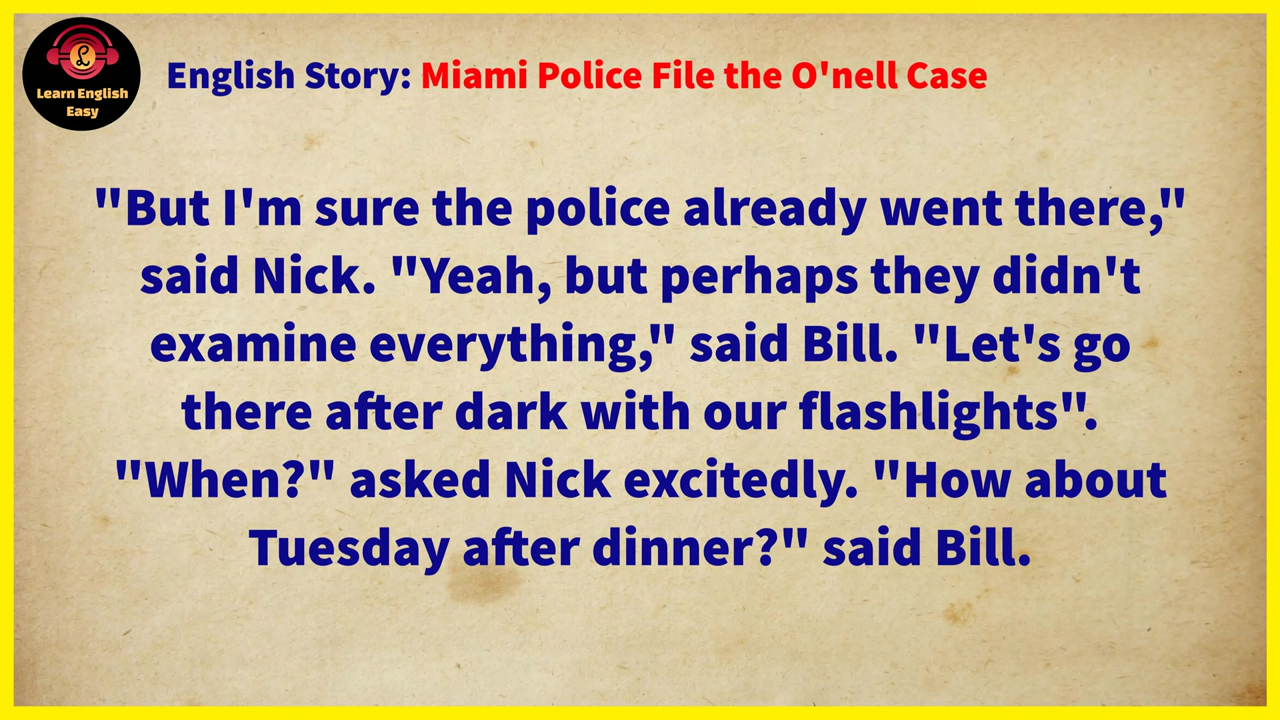 Learn English
Easy
English Story: Miami Police File the O'nell Case
"But I'm sure the police already went there,"
said Nick. "Yeah, but perhaps they didn't
examine everything," said Bill. "Let's go
there after dark with our flashlights".
"When?" asked Nick excitedly. "How about
Tuesday after dinner?" said Bill.